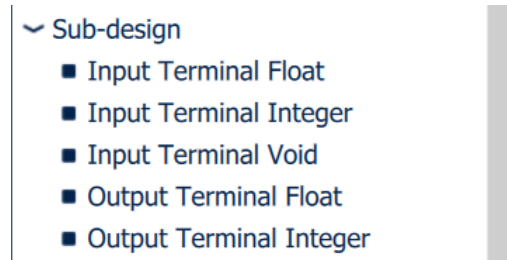 Sub-design
Input Terminal Float
Input Terminal Integer
Input Terminal Void
Output Terminal Float
Output Terminal Integer